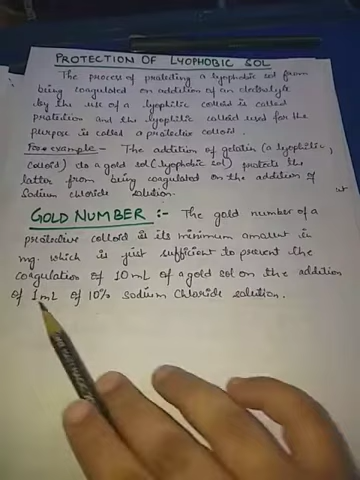 PROTECTION OF LYOPHOBIC SOL
The process of protecting a lyophobic sol from
being coagulated on addition of an electrolyte
by the use of a lyophilic colloid is called
protection and the lyophilic colloid used for the
purpose is called a protective colloid.
For example - The addition of gelatin (a lyophilic,
colloid) to a gold sol (lyophobic sol) protects the
latter from being coagulated on the addition of
Sodium chloride solution.
GOLD NUMBER :- The gold number of a
protective colloid is its minimum amount in
mg. which is just sufficient to prevent the
coagulation of 10 mL of a gold sol on the addition
of 1 mL of 10% Sodium Chloride solution.